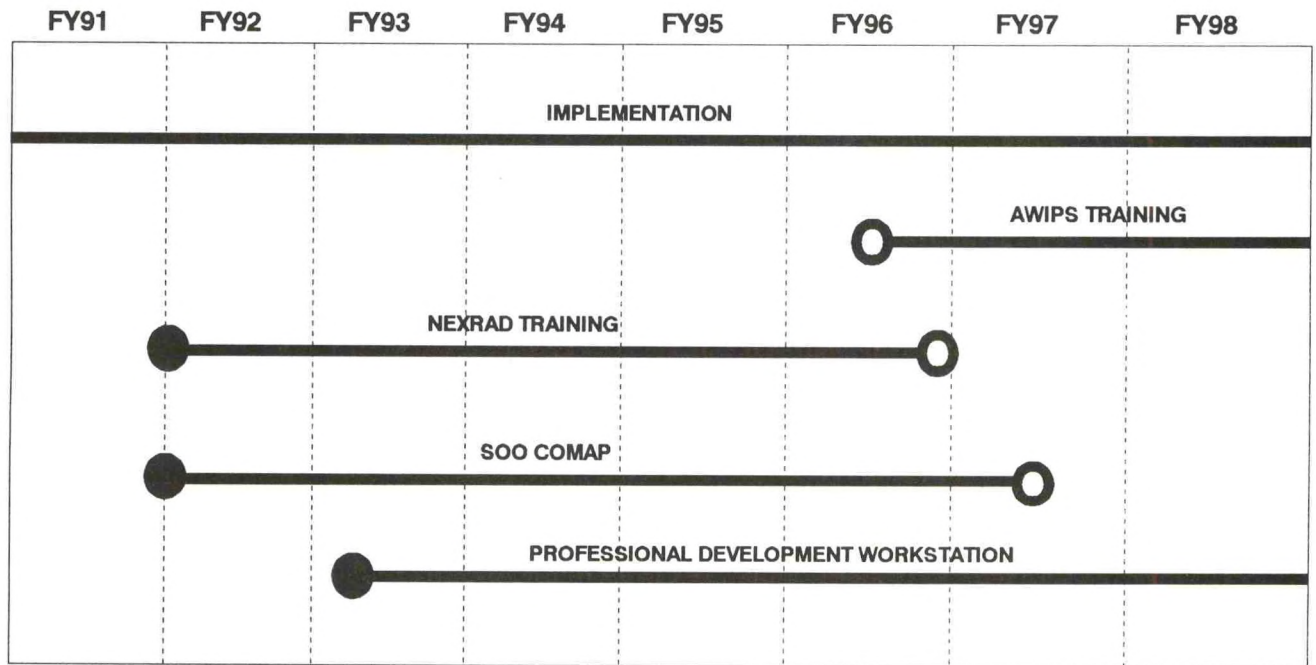 FY91 FY92 FY93 FY94 FY95 FY96 FY97 FY98
IMPLEMENTATION
AWIPS TRAINING
NEXRAD TRAINING
SOO COMAP
PROFESSIONAL DEVELOPMENT WORKSTATION